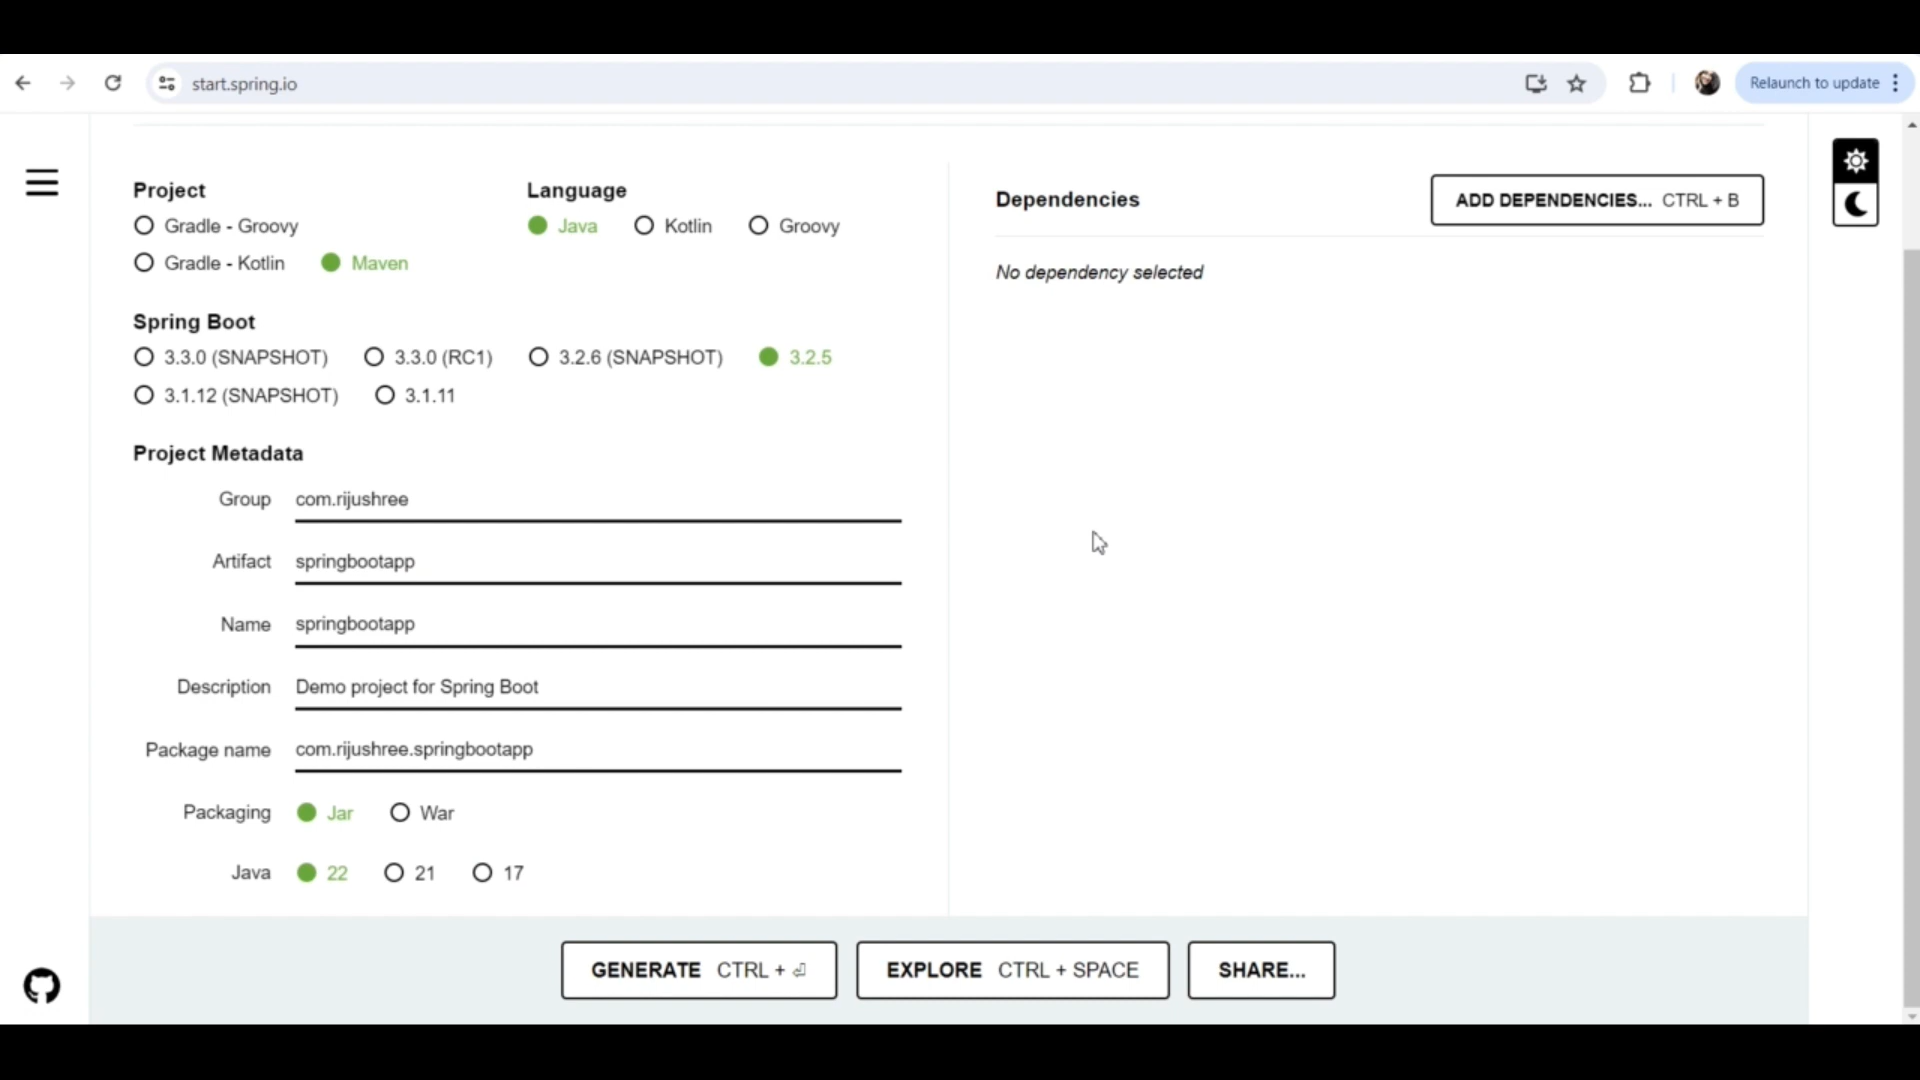 start.spring.io
Relaunch to update
Project
Gradle - Groovy
Gradle - Kotlin Maven
Language
Java Kotlin Groovy
Spring Boot
3.3.0 (SNAPSHOT) 3.3.0 (RC1) 3.2.6 (SNAPSHOT) 3.2.5
3.1.12 (SNAPSHOT) 3.1.11
Project Metadata
Group com.rijushree
Artifact springbootapp
Name springbootapp
Description Demo project for Spring Boot
Package name com.rijushree.springbootapp
Packaging Jar War
Java 22 21 17
Dependencies
ADD DEPENDENCIES... CTRL + B
No dependency selected
GENERATE CTRL + ⏎
EXPLORE CTRL + SPACE
SHARE...